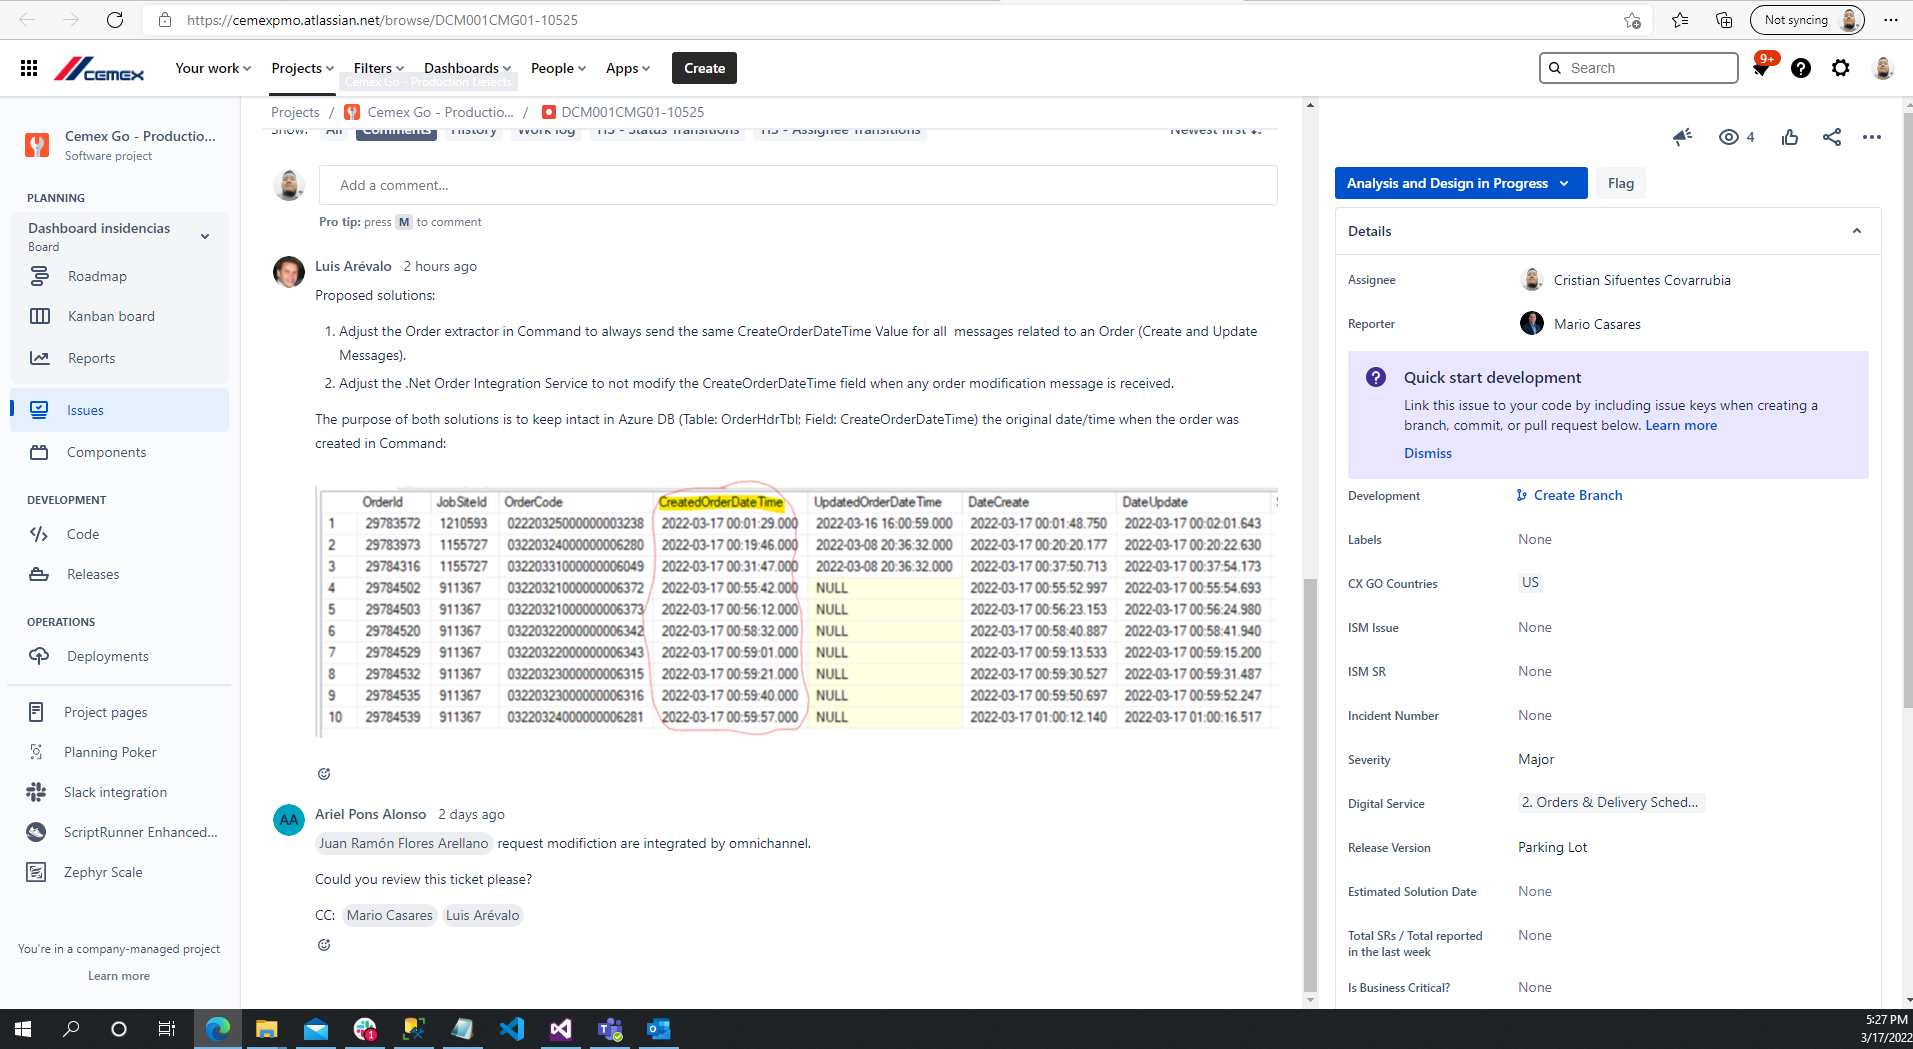 https://cemexpmo.atlassian.net/browse/DCM001CMG01-10525
Not syncing
CEMEX
Your work
Projects
Filters
Dashboards
People
Apps
Create
Search
9+
Cemex Go - Production Defects
Cemex Go - Productio...
Software project
PLANNING
Dashboard insidencias
Board
Roadmap
Kanban board
Reports
Issues
Components
DEVELOPMENT
Code
Releases
OPERATIONS
Deployments
Project pages
Planning Poker
Slack integration
ScriptRunner Enhanced...
Zephyr Scale
You're in a company-managed project
Learn more
Projects / Cemex Go - Productio... / DCM001CMG01-10525
Show: All Comments History Work log H3 - Status Transitions H3 - Assignee Transitions Newest first
Add a comment...
Pro tip: press M to comment
Luis Arévalo 2 hours ago
Proposed solutions:
1. Adjust the Order extractor in Command to always send the same CreateOrderDateTime Value for all messages related to an Order (Create and Update
Messages).
2. Adjust the .Net Order Integration Service to not modify the CreateOrderDateTime field when any order modification message is received.
The purpose of both solutions is to keep intact in Azure DB (Table: OrderHdrTbl; Field: CreateOrderDateTime) the original date/time when the order was
created in Command:
OrderId JobSiteId OrderCode CreatedOrderDateTime UpdatedOrderDateTime DateCreate DateUpdate
1 29783572 1210593 02220325000000003238 2022-03-17 00:01:29.000 2022-03-16 16:00:59.000 2022-03-17 00:01:48.750 2022-03-17 00:02:01.643
2 29783973 1155727 03220324000000006280 2022-03-17 00:19:46.000 2022-03-08 20:36:32.000 2022-03-17 00:20:20.177 2022-03-17 00:20:22.630
3 29784316 1155727 03220331000000006049 2022-03-17 00:31:47.000 2022-03-08 20:36:32.000 2022-03-17 00:37:50.713 2022-03-17 00:37:54.173
4 29784502 911367 03220321000000006372 2022-03-17 00:55:42.000 NULL 2022-03-17 00:55:52.997 2022-03-17 00:55:54.693
5 29784503 911367 03220321000000006373 2022-03-17 00:56:12.000 NULL 2022-03-17 00:56:23.153 2022-03-17 00:56:24.980
6 29784520 911367 03220322000000006342 2022-03-17 00:58:32.000 NULL 2022-03-17 00:58:40.887 2022-03-17 00:58:41.940
7 29784529 911367 03220322000000006343 2022-03-17 00:59:01.000 NULL 2022-03-17 00:59:13.533 2022-03-17 00:59:15.200
8 29784532 911367 03220323000000006315 2022-03-17 00:59:21.000 NULL 2022-03-17 00:59:30.527 2022-03-17 00:59:31.487
9 29784535 911367 03220323000000006316 2022-03-17 00:59:40.000 NULL 2022-03-17 00:59:50.697 2022-03-17 00:59:52.247
10 29784539 911367 03220324000000006281 2022-03-17 00:59:57.000 NULL 2022-03-17 01:00:12.140 2022-03-17 01:00:16.517
AA
Ariel Pons Alonso 2 days ago
Juan Ramón Flores Arellano request modifiction are integrated by omnichannel.
Could you review this ticket please?
CC: Mario Casares Luis Arévalo
4
Analysis and Design in Progress
Flag
Details
Assignee Cristian Sifuentes Covarrubia
Reporter Mario Casares
Quick start development
Link this issue to your code by including issue keys when creating a
branch, commit, or pull request below. Learn more
Dismiss
Development Create Branch
Labels None
CX GO Countries US
ISM Issue None
ISM SR None
Incident Number None
Severity Major
Digital Service 2. Orders & Delivery Sched...
Release Version Parking Lot
Estimated Solution Date None
Total SRs / Total reported
in the last week None
Is Business Critical? None
1
5:27 PM
3/17/2022